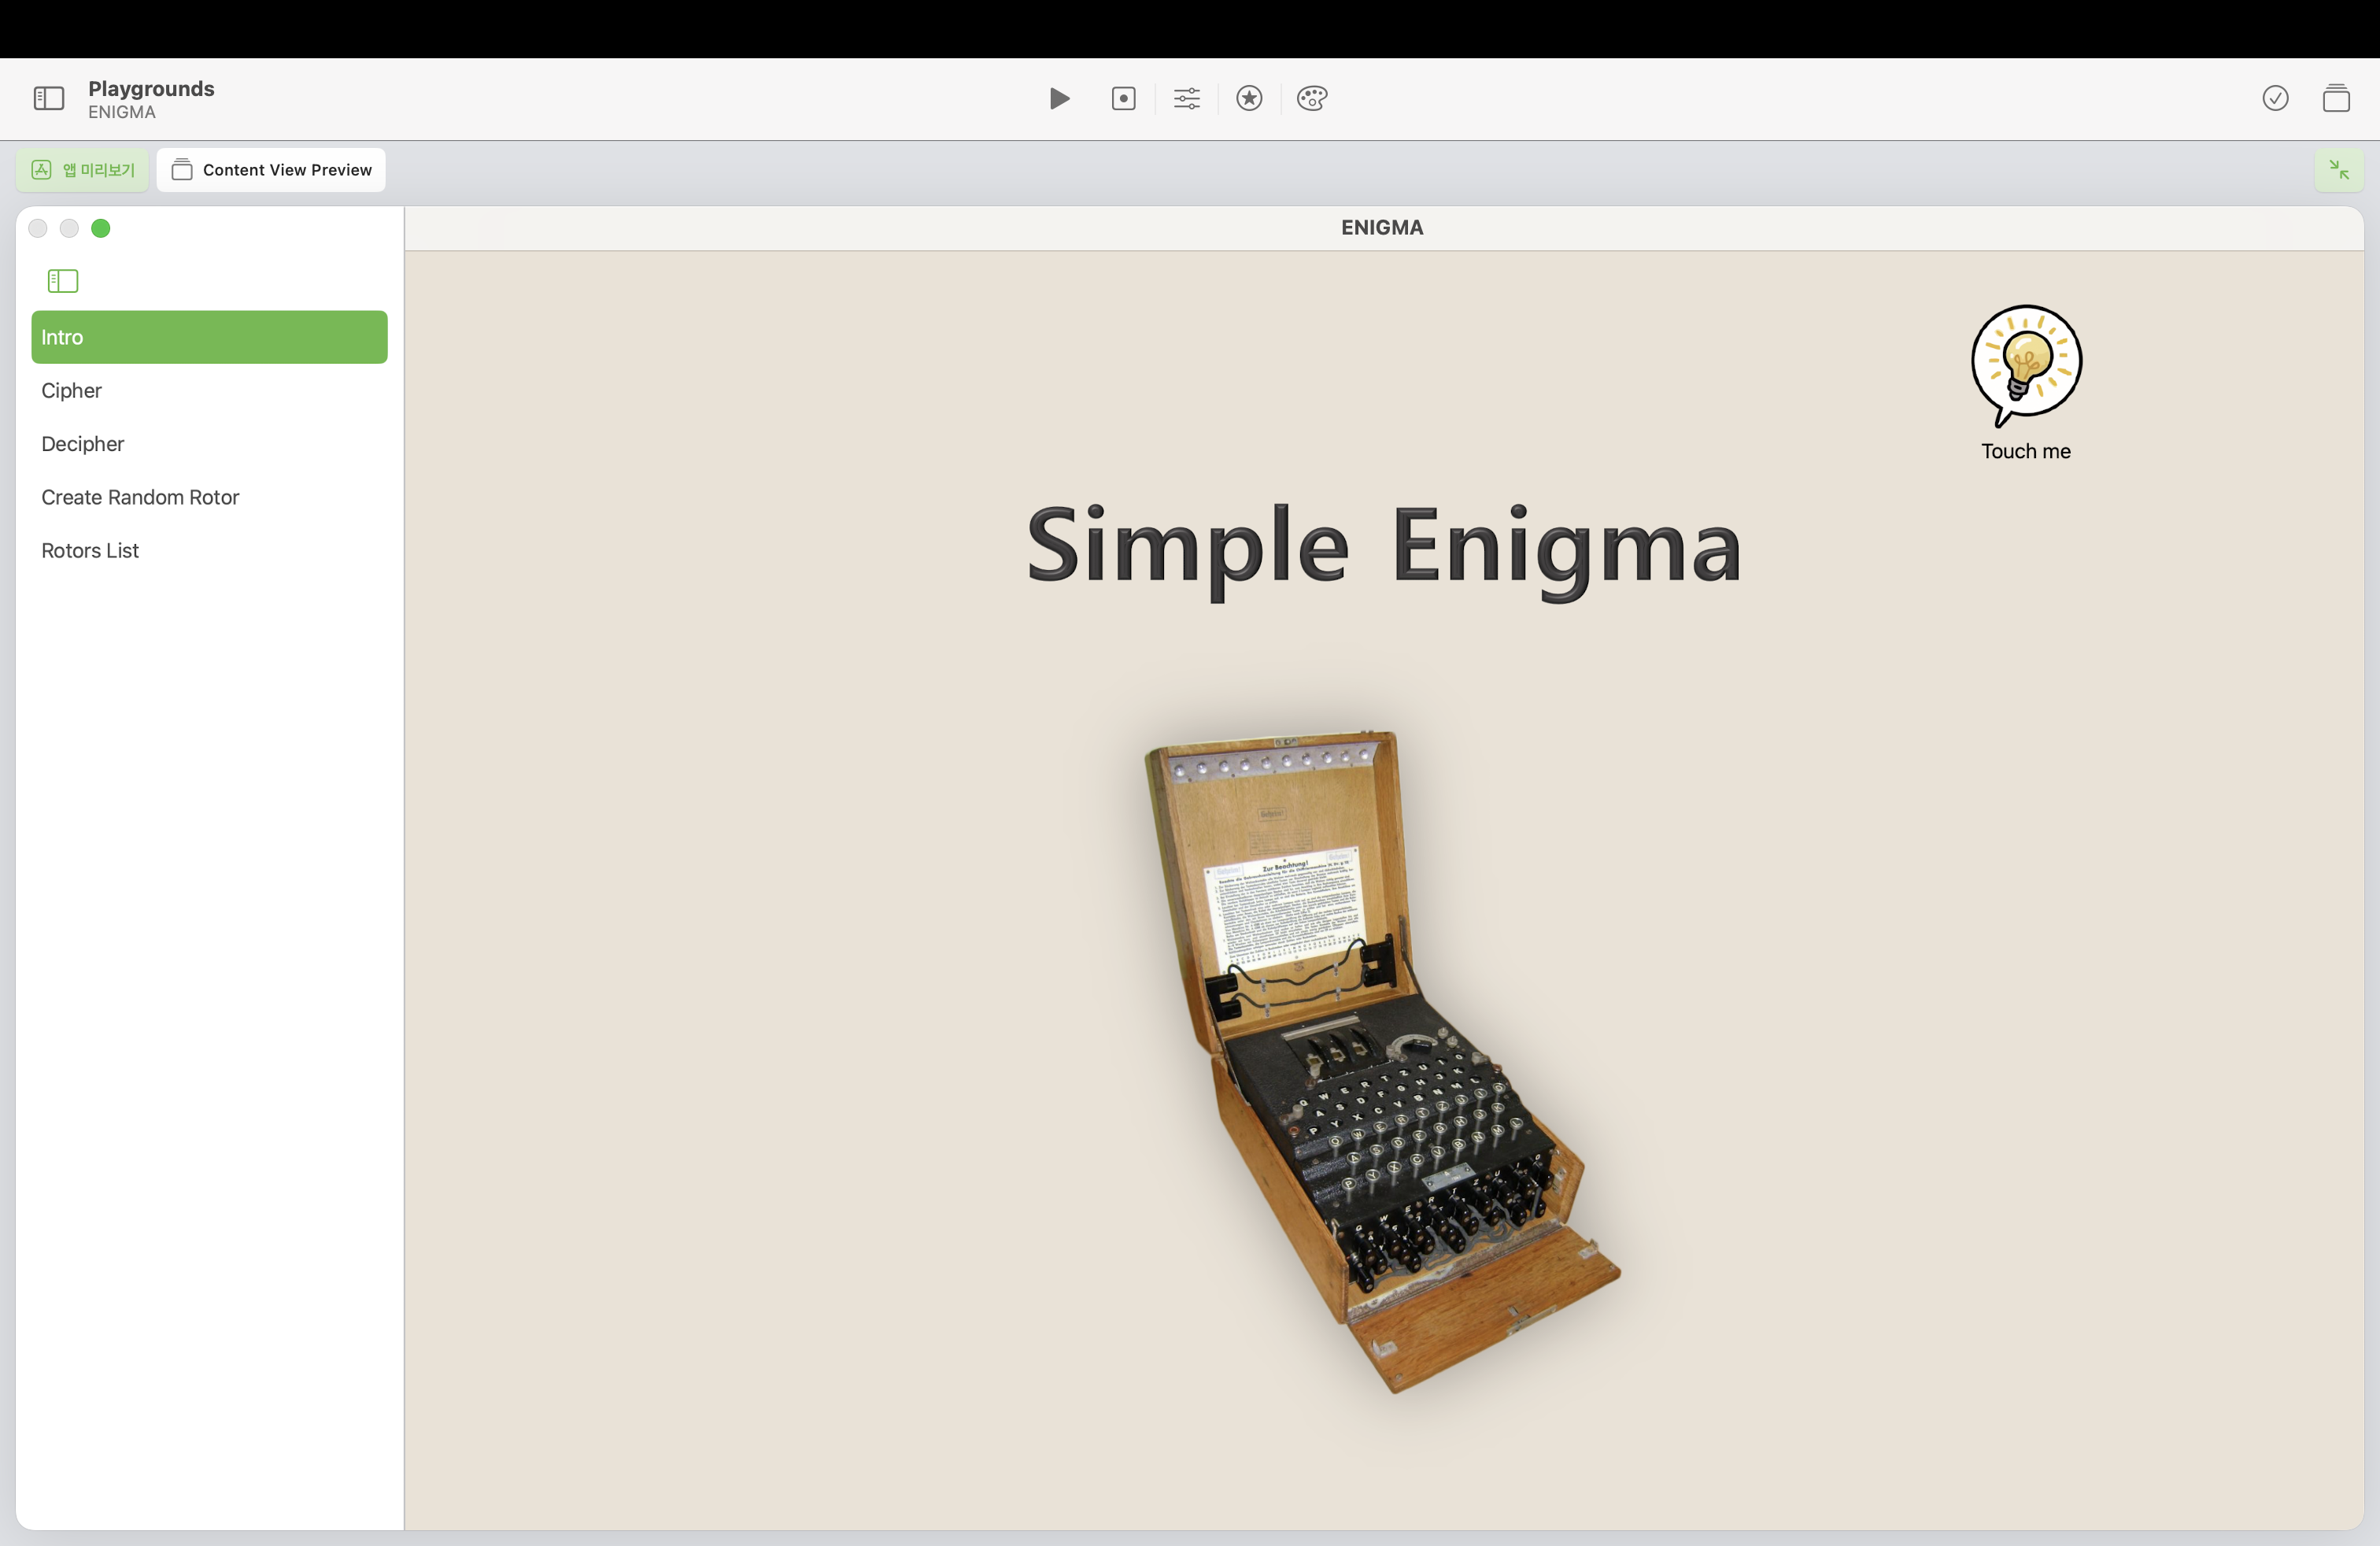 Playgrounds
ENIGMA
앱 미리보기
Content View Preview
ENIGMA
Intro
Cipher
Decipher
Create Random Rotor
Rotors List
Touch me
Simple Enigma
Zur Beachtung!